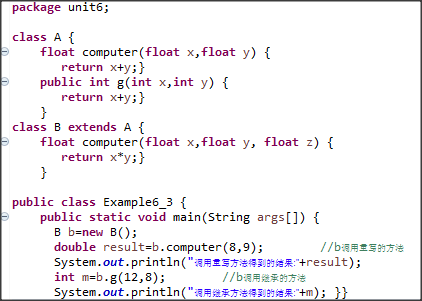 package unit6;
class A {
float computer(float x,float y) {
return x+y;}
public int g(int x,int y) {
return x+y;}
}
class B extends A {
float computer(float x,float y, float z) {
return x*y;}
}
public class Example6_3 {
public static void main(String args[]) {
B b=new B();
double result=b.computer(8,9); //b调用重写的方法
System.out.println("调用重写方法得到的结果:"+result);
int m=b.g(12,8); //b调用继承的方法
System.out.println("调用继承方法得到的结果:"+m); }}